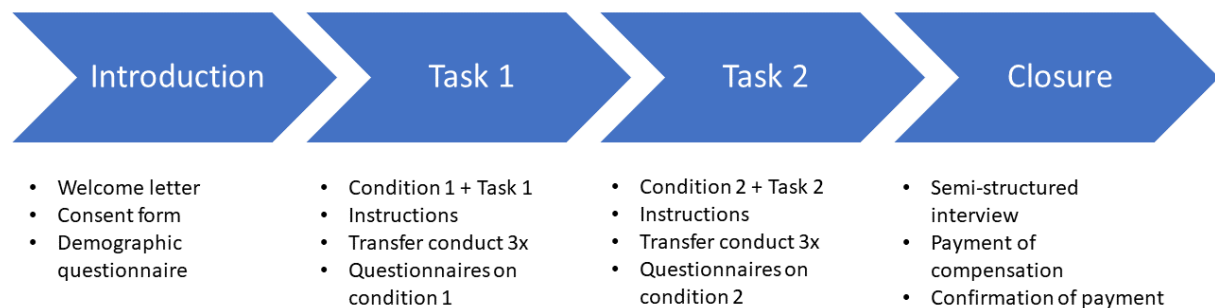 Introduction
Task 1
Task 2
Closure
• Welcome letter
• Consent form
• Demographic
questionnaire
• Condition 1 + Task 1
• Instructions
• Transfer conduct 3x
• Questionnaires on
condition 1
• Condition 2 + Task 2
• Instructions
• Transfer conduct 3x
• Questionnaires on
condition 2
• Semi-structured
interview
• Payment of
compensation
• Confirmation of payment